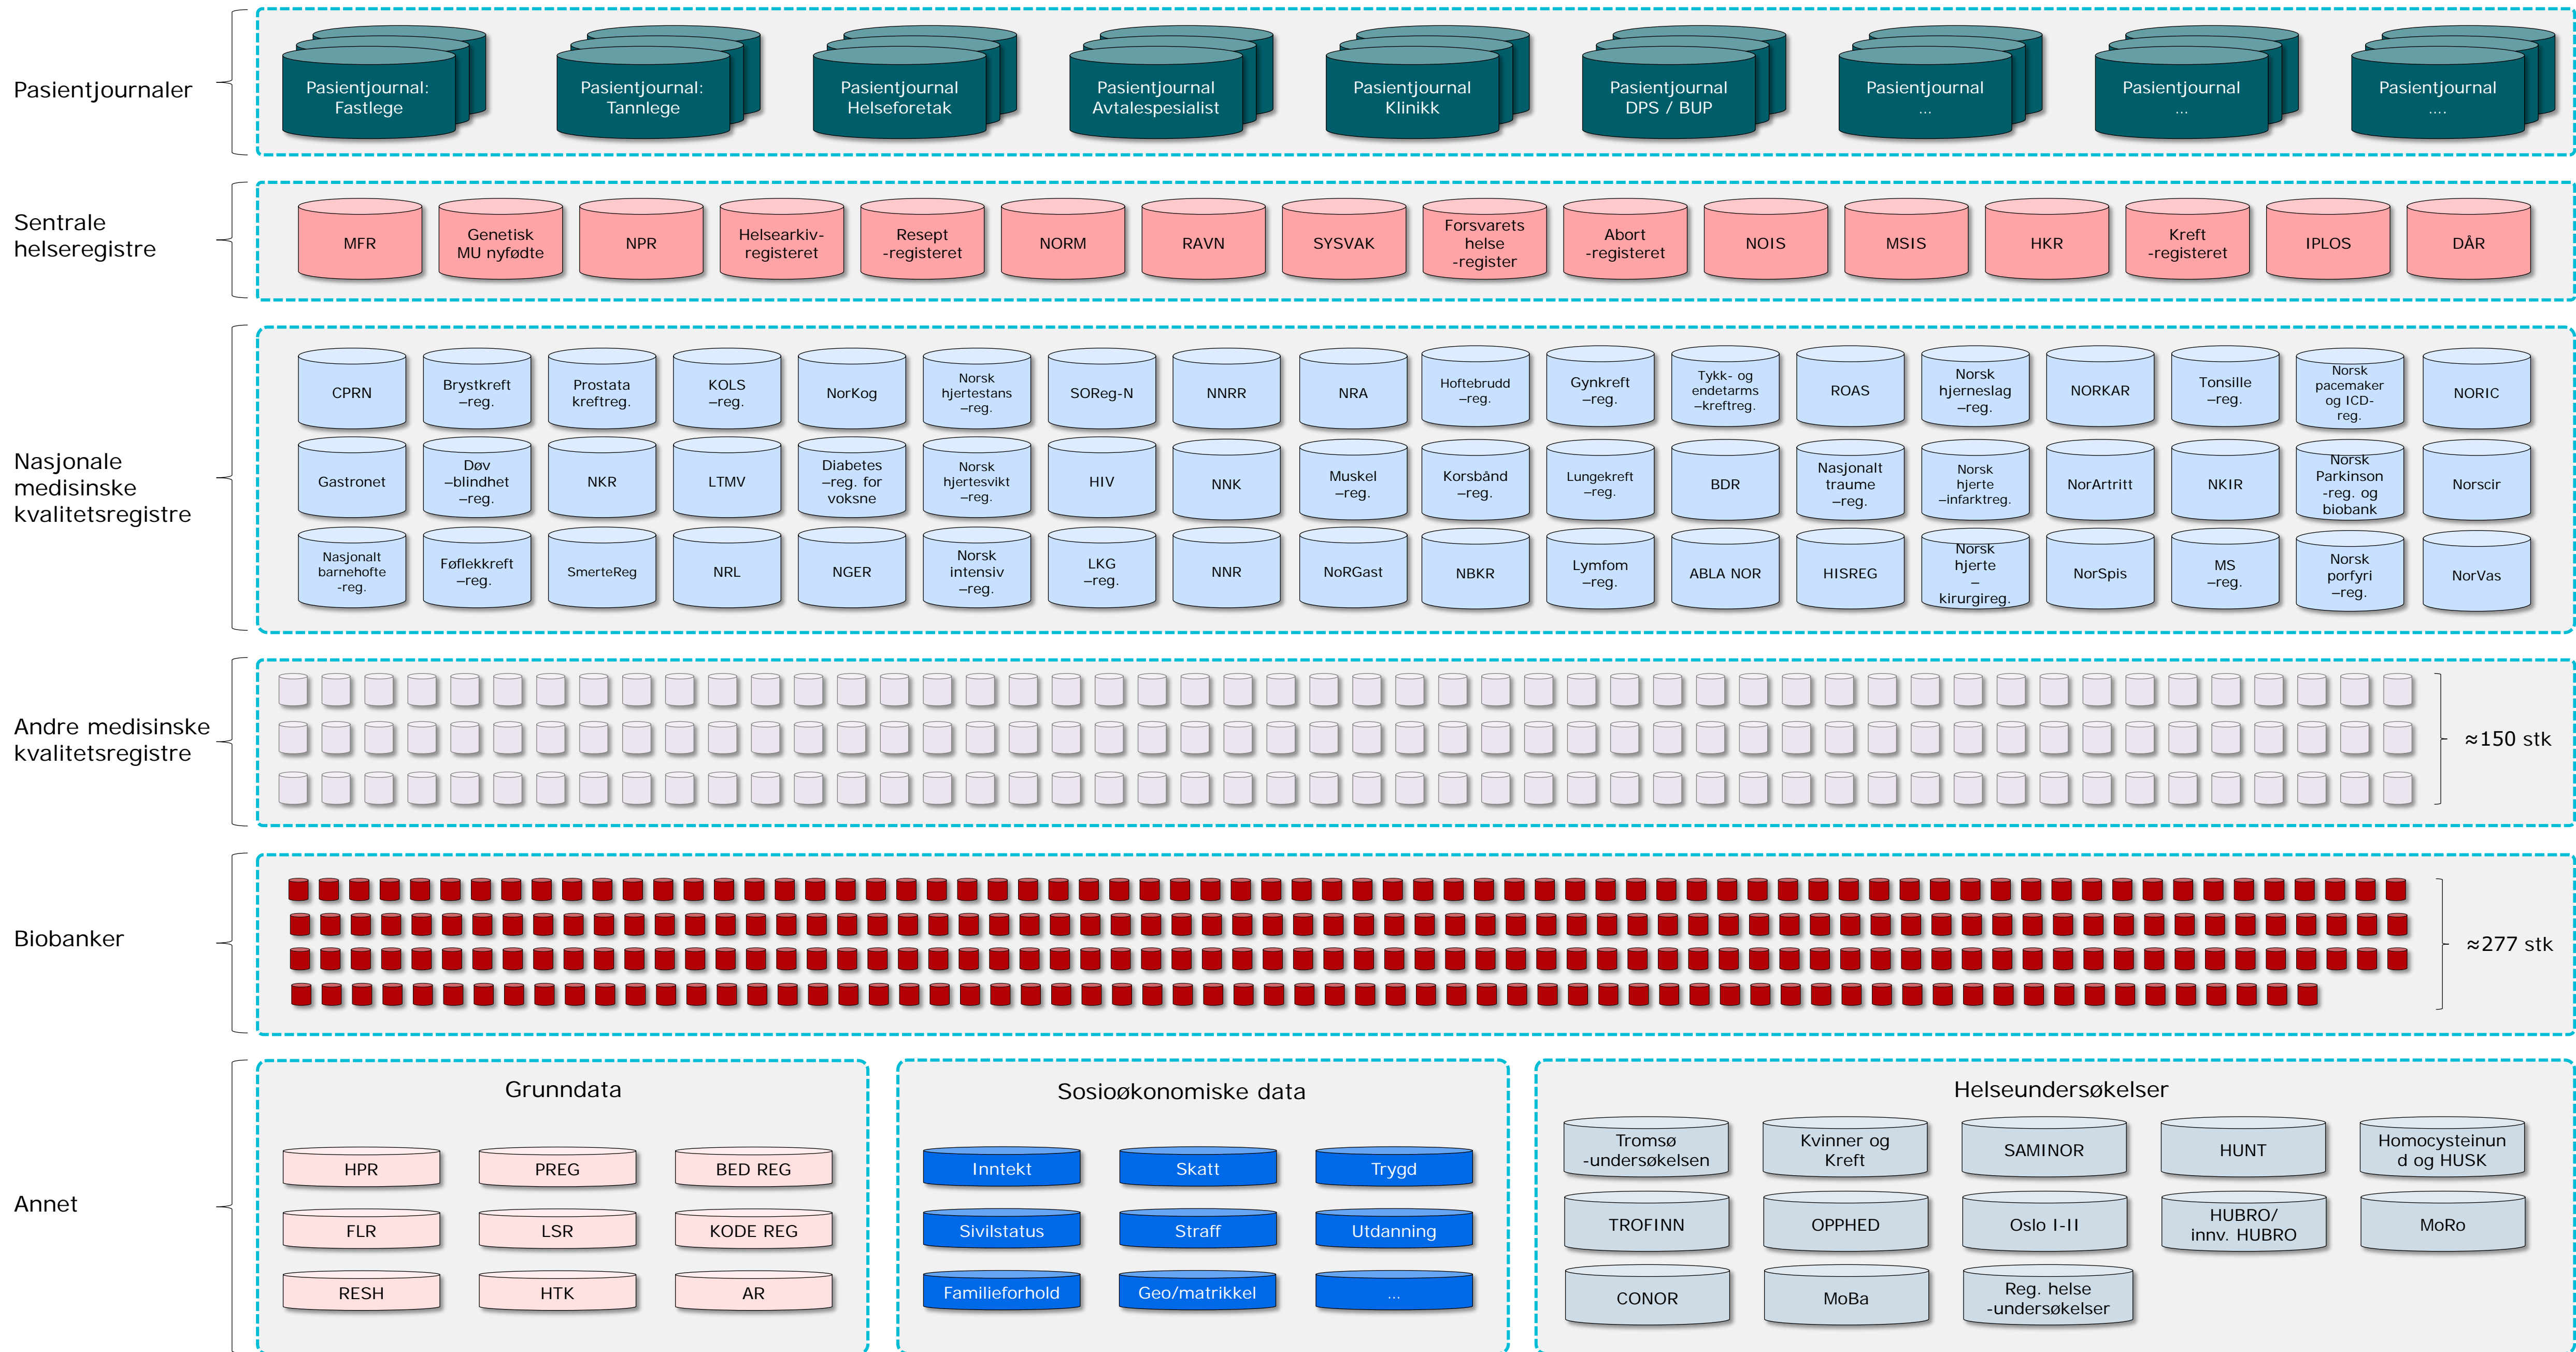 Pasientjournaler
Pasientjournal:
Fastlege
Pasientjournal:
Tannlege
Pasientjournal
Helseforetak
Pasientjournal
Avtalespesialist
Pasientjournal
Klinikk
Pasientjournal
DPS / BUP
Pasientjournal
...
Pasientjournal
...
Pasientjournal
....
Sentrale
helseregistre
MFR
Genetisk
MU nyfødte
NPR
Helsearkiv-
registeret
Resept
-registeret
NORM
RAVN
SYSVAK
Forsvarets
helse
-register
Abort
-registeret
NOIS
MSIS
HKR
Kreft
-registeret
IPLOS
DÅR
Nasjonale
medisinske
kvalitetsregistre
CPRN
Brystkreft
–reg.
Prostata
kreftreg.
KOLS
–reg.
NorKog
Norsk
hjertestans
–reg.
SOReg-N
NNRR
NRA
Hoftebrudd
–reg.
Gynkreft
–reg.
Tykk- og
endetarms
–kreftreg.
ROAS
Norsk
hjerneslag
–reg.
NORKAR
Tonsille
–reg.
Norsk
pacemaker
og ICD-
reg.
NORIC
Gastronet
Døv
–blindhet
–reg.
NKR
LTMV
Diabetes
–reg. for
voksne
Norsk
hjertesvikt
–reg.
HIV
NNK
Muskel
–reg.
Korsbånd
–reg.
Lungekreft
–reg.
BDR
Nasjonalt
traume
–reg.
Norsk
hjerte
–infarktreg.
NorArtritt
NKIR
Norsk
Parkinson
-reg. og
biobank
Norscir
Nasjonalt
barnehofte
-reg.
Føflekkreft
–reg.
SmerteReg
NRL
NGER
Norsk
intensiv
–reg.
LKG
–reg.
NNR
NoRGast
NBKR
Lymfom
–reg.
ABLA NOR
HISREG
Norsk
hjerte
–
kirurgireg.
NorSpis
MS
–reg.
Norsk
porfyri
–reg.
NorVas
Andre medisinske
kvalitetsregistre
≈150 stk
Biobanker
≈277 stk
Annet
Grunndata
HPR
PREG
BED REG
FLR
LSR
KODE REG
RESH
HTK
AR
Sosioøkonomiske data
Inntekt
Skatt
Trygd
Sivilstatus
Straff
Utdanning
Familieforhold
Geo/matrikkel
...
Helseundersøkelser
Tromsø
-undersøkelsen
Kvinner og
Kreft
SAMINOR
HUNT
Homocysteinun
d og HUSK
TROFINN
OPPHED
Oslo I-II
HUBRO/
innv. HUBRO
MoRo
CONOR
MoBa
Reg. helse
-undersøkelser